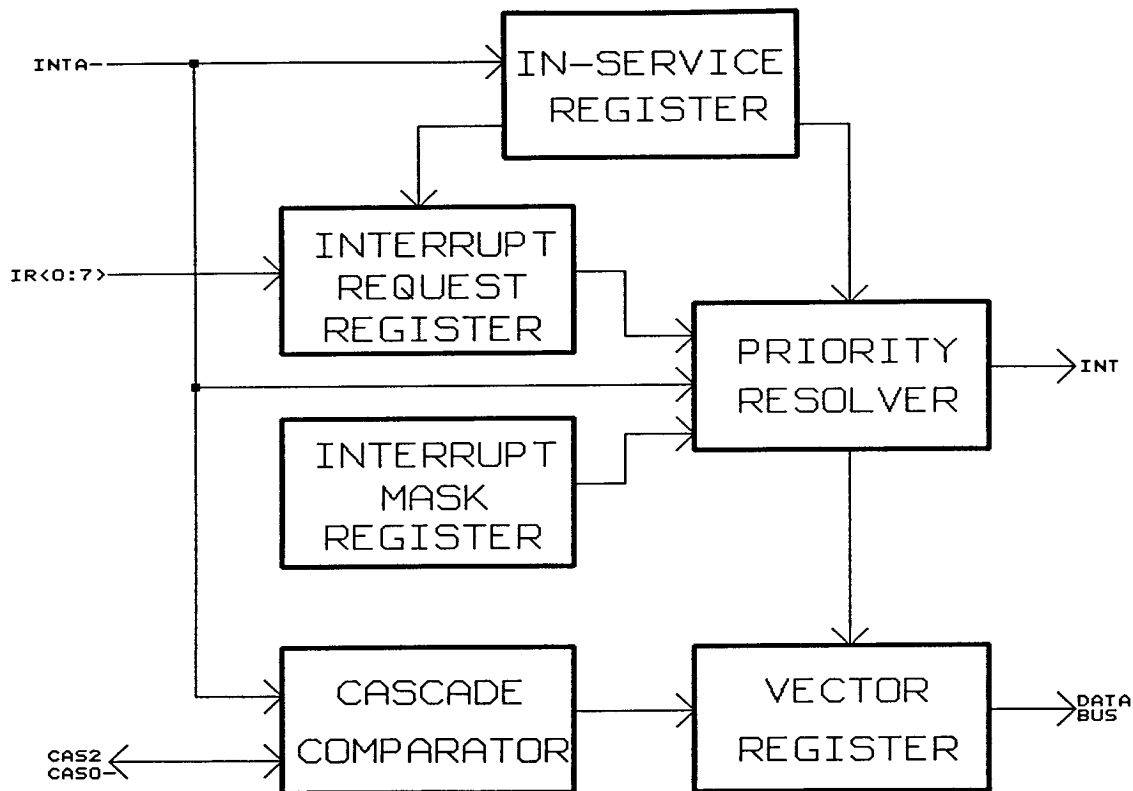 INTA-
IN-SERVICE
REGISTER
IR<0:7>
INTERRUPT
REQUEST
REGISTER
PRIORITY
RESOLVER
INT
INTERRUPT
MASK
REGISTER
CASCADE
COMPARATOR
VECTOR
REGISTER
DATA
BUS
CAS2
CAS0-